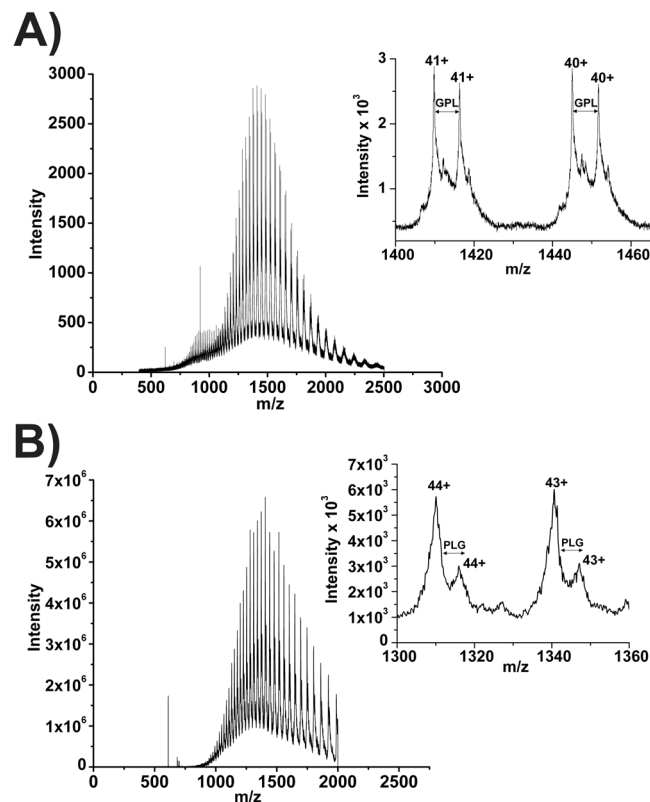 A)
3000
2500
2000
1500
1000
500
0
Intensity
0 500 1000 1500 2000 2500 3000
m/z
3
2
1
Intensity x 10³
41+ 41+ 40+ 40+
GPL GPL
1400 1420 1440 1460
m/z
B)
7x10⁶
6x10⁶
5x10⁶
4x10⁶
3x10⁶
2x10⁶
1x10⁶
0
Intensity
0 500 1000 1500 2000 2500
m/z
7x10³
6x10³
5x10³
4x10³
3x10³
2x10³
1x10³
0
Intensity x 10³
44+ 43+
PLG PLG
44+ 43+
1300 1320 1340 1360
m/z